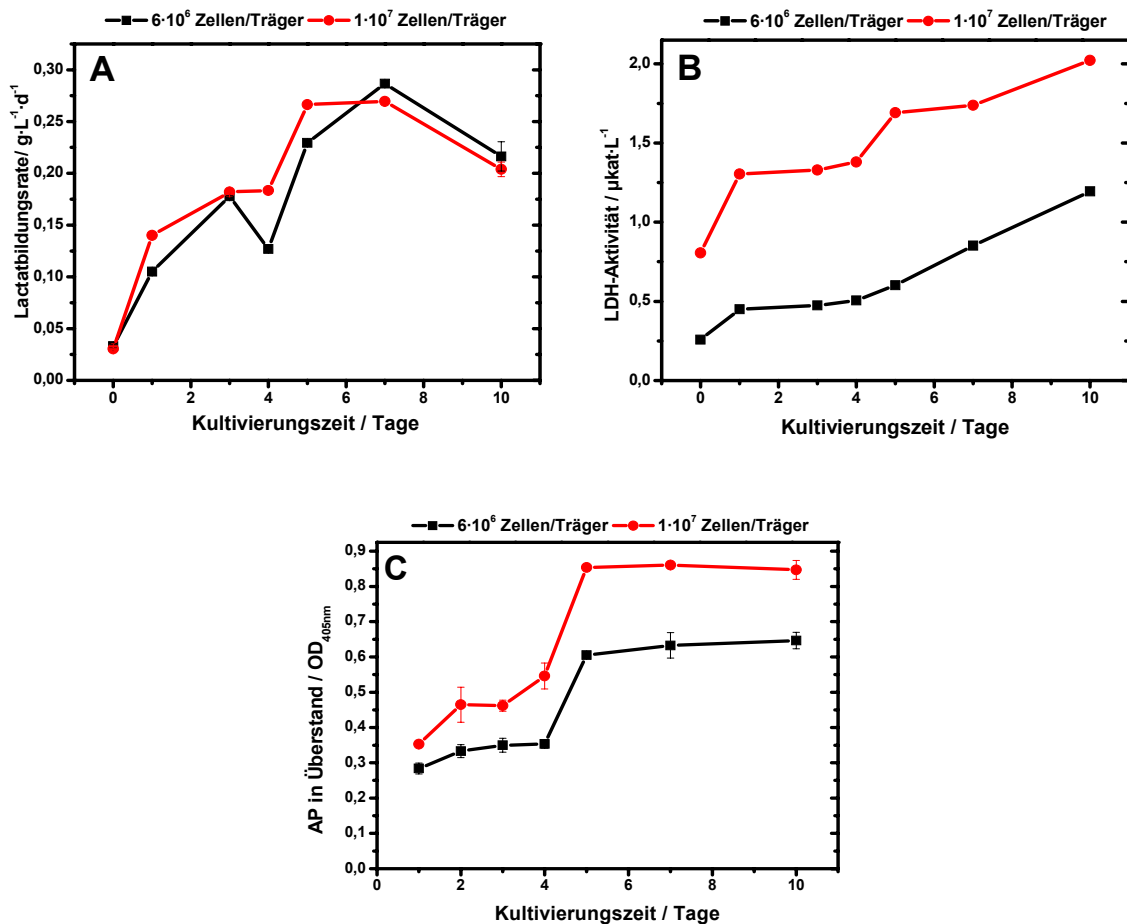 6·10⁶ Zellen/Träger 1·10⁷ Zellen/Träger
A
0,30
0,25
0,20
0,15
0,10
0,05
0,00
Lactatbildungsrate/ g·L⁻¹·d⁻¹
0 2 4 6 8 10
Kultivierungszeit / Tage
6·10⁶ Zellen/Träger 1·10⁷ Zellen/Träger
B
2,0
1,5
1,0
0,5
0,0
LDH-Aktivität / µkat·L⁻¹
0 2 4 6 8 10
Kultivierungszeit / Tage
6·10⁶ Zellen/Träger 1·10⁷ Zellen/Träger
C
0,9
0,8
0,7
0,6
0,5
0,4
0,3
0,2
0,1
0,0
AP in Überstand / OD₄₀₅ₙₘ
0 2 4 6 8 10
Kultivierungszeit / Tage